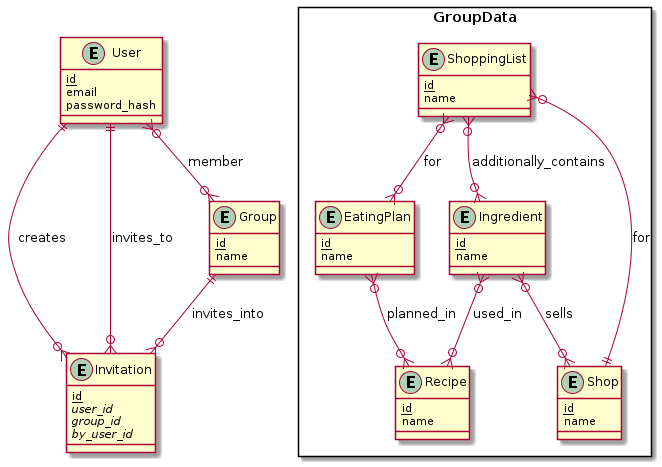 GroupData
E User
id
email
password_hash
E ShoppingList
id
name
member
for
additionally_contains
creates
invites_to
E Group
id
name
E EatingPlan
id
name
E Ingredient
id
name
for
invites_into
planned_in
used_in
sells
E Invitation
id
user_id
group_id
by_user_id
E Recipe
id
name
E Shop
id
name